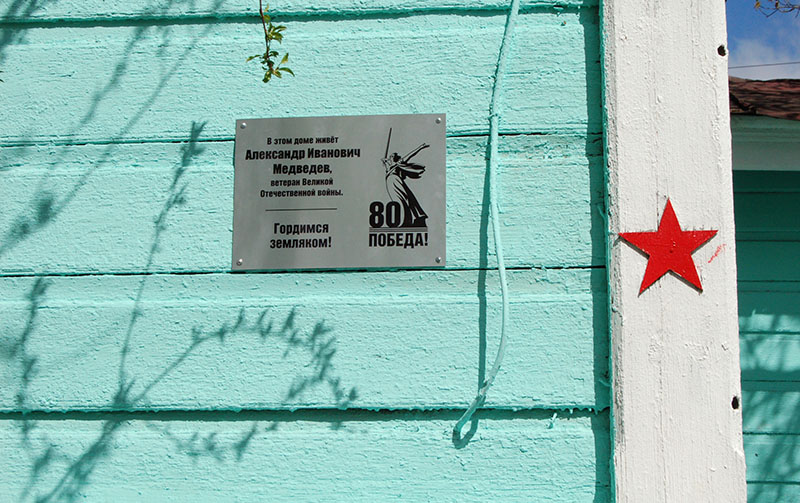 В этом доме живёт
Александр Иванович
Медведев,
ветеран Великой
Отечественной войны.
Гордимся
земляком!
80
ПОБЕДА!